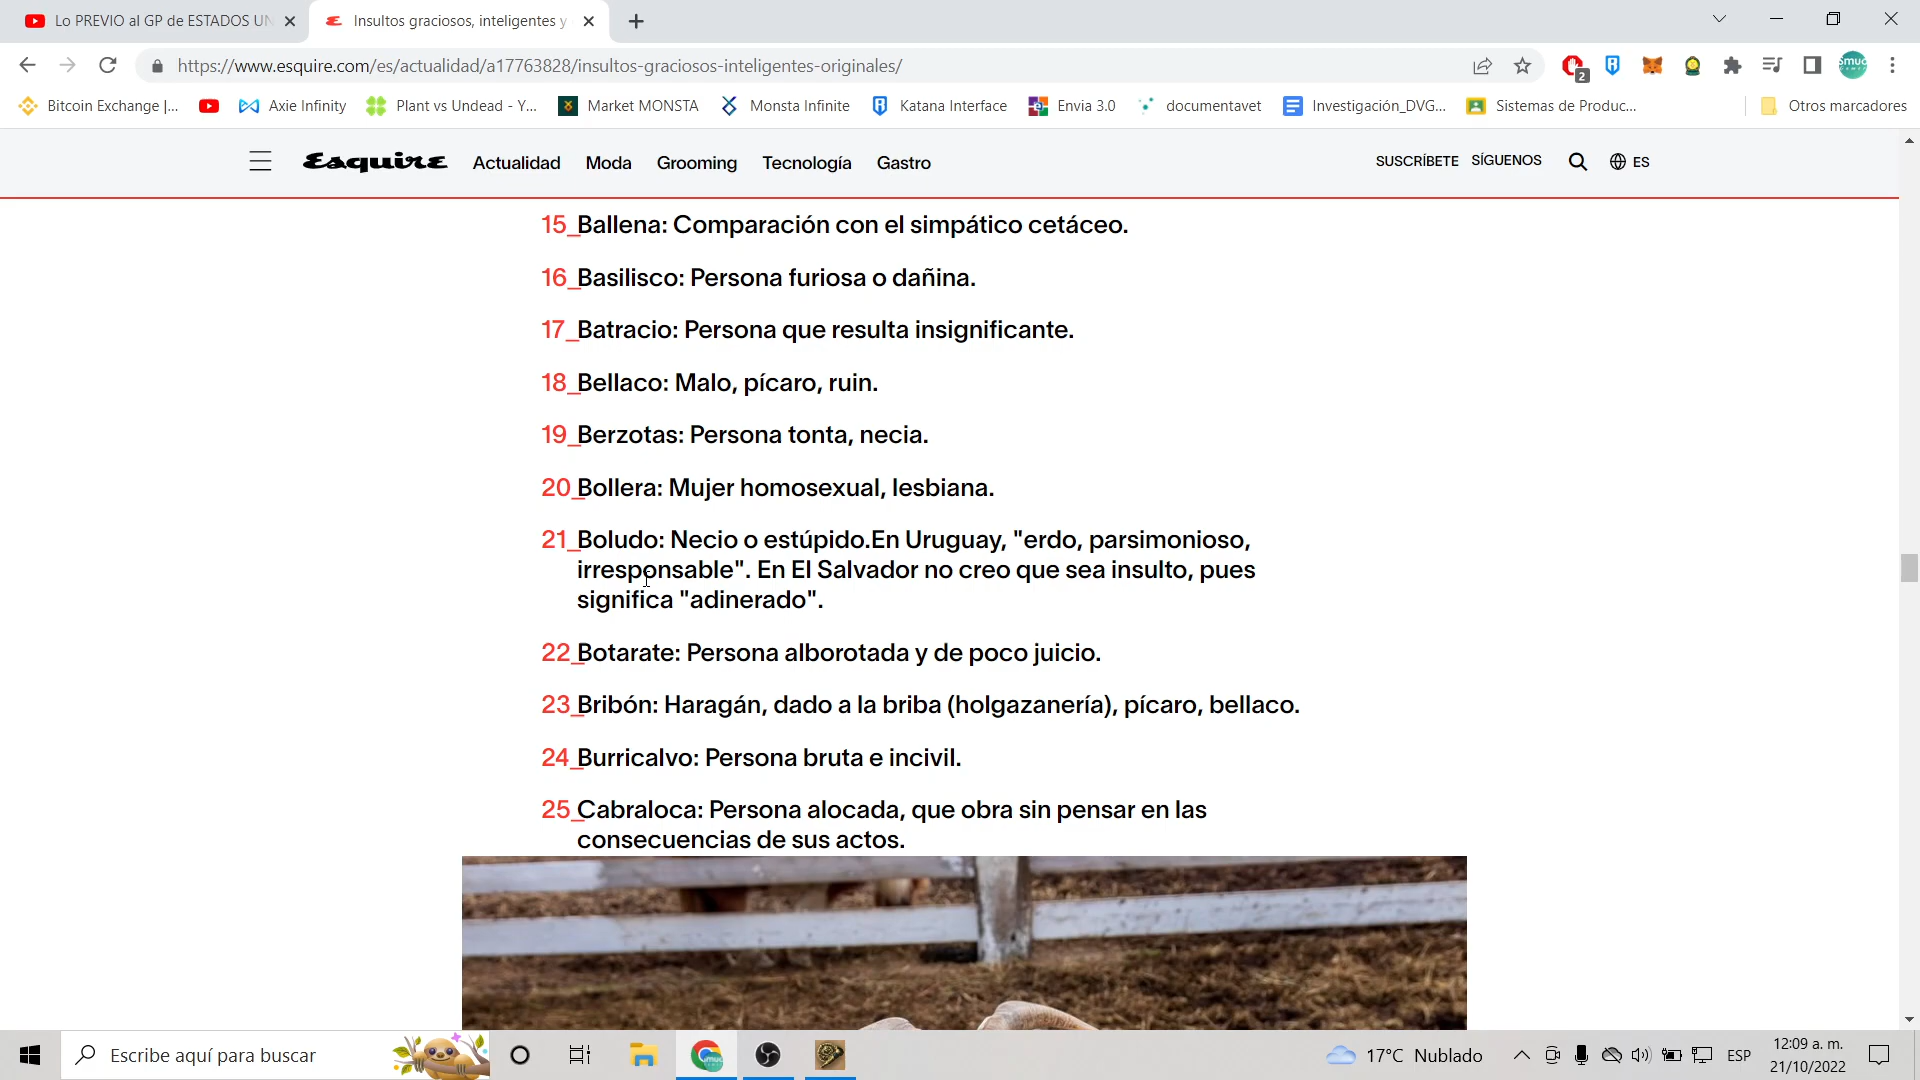 Lo PREVIO al GP de ESTADOS UN
Insultos graciosos, inteligentes y
https://www.esquire.com/es/actualidad/a17763828/insultos-graciosos-inteligentes-originales/
2
smuc
Bitcoin Exchange |...
Axie Infinity
Plant vs Undead - Y...
Market MONSTA
Monsta Infinite
Katana Interface
Envia 3.0
documentavet
Investigación_DVG...
Sistemas de Produc...
Otros marcadores
Esquire
Actualidad
Moda
Grooming
Tecnología
Gastro
SUSCRÍBETE
SÍGUENOS
ES
15_Ballena: Comparación con el simpático cetáceo.
16_Basilisco: Persona furiosa o dañina.
17_Batracio: Persona que resulta insignificante.
18_Bellaco: Malo, pícaro, ruin.
19_Berzotas: Persona tonta, necia.
20_Bollera: Mujer homosexual, lesbiana.
21_Boludo: Necio o estúpido.En Uruguay, "erdo, parsimonioso,
irresponsable". En El Salvador no creo que sea insulto, pues
significa "adinerado".
22_Botarate: Persona alborotada y de poco juicio.
23_Bribón: Haragán, dado a la briba (holgazanería), pícaro, bellaco.
24_Burricalvo: Persona bruta e incivil.
25_Cabraloca: Persona alocada, que obra sin pensar en las
consecuencias de sus actos.
Escribe aquí para buscar
17°C Nublado
ESP
12:09 a. m.
21/10/2022